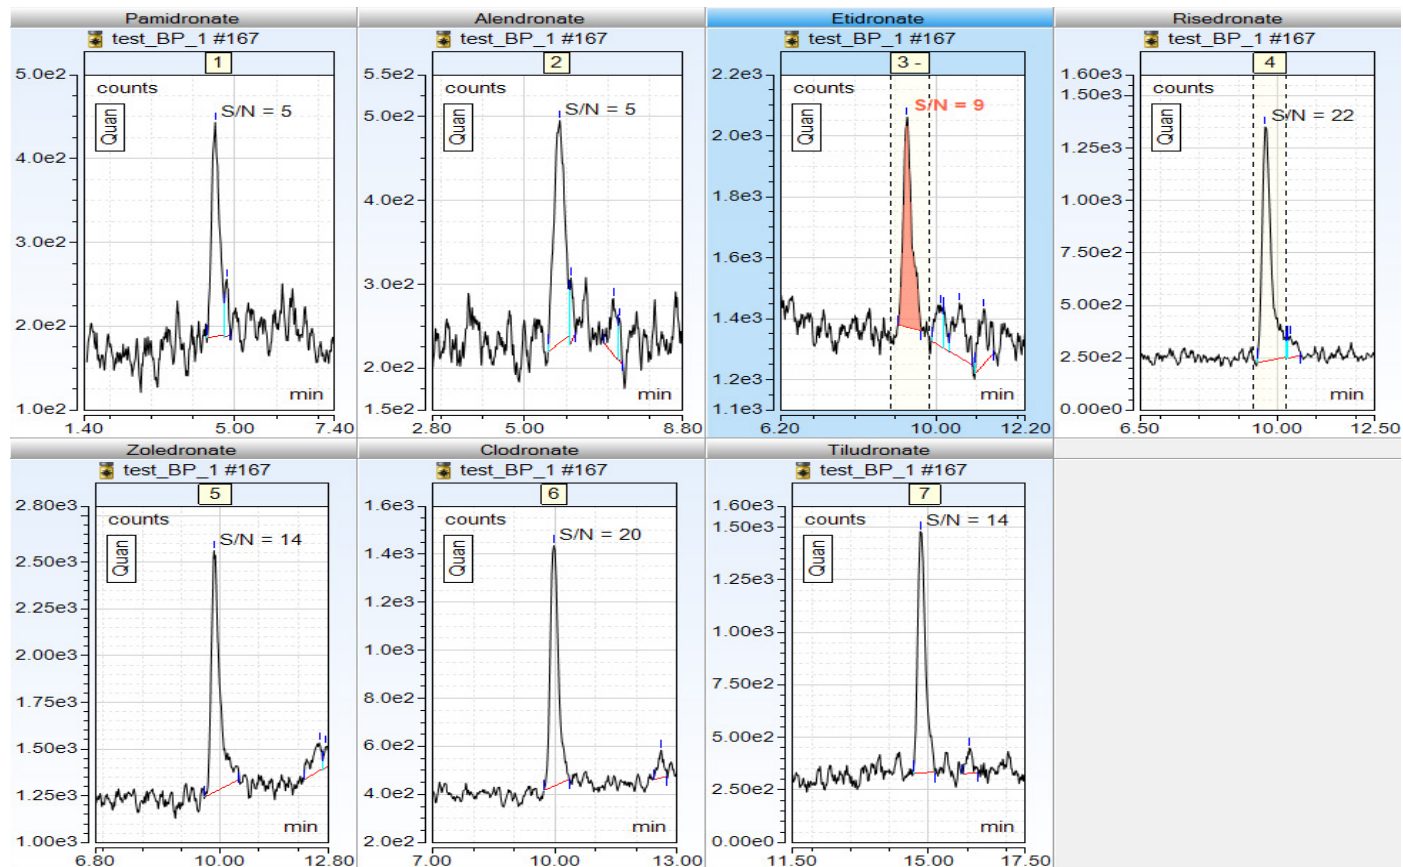 Pamidronate
test_BP_1 #167
1
counts
Quan
S/N = 5
5.0e2
4.0e2
3.0e2
2.0e2
1.0e2
min
1.40
5.00
7.40
Alendronate
test_BP_1 #167
2
counts
Quan
S/N = 5
5.5e2
5.0e2
4.0e2
3.0e2
2.0e2
1.5e2
min
2.80
5.00
8.80
Etidronate
test_BP_1 #167
3 -
counts
Quan
S/N = 9
2.2e3
2.0e3
1.8e3
1.6e3
1.4e3
1.2e3
1.1e3
min
6.20
10.00
12.20
Risedronate
test_BP_1 #167
4
counts
Quan
S/N = 22
1.60e3
1.50e3
1.25e3
1.00e3
7.50e2
5.00e2
2.50e2
0.00e0
min
6.50
10.00
12.50
Zoledronate
test_BP_1 #167
5
counts
Quan
S/N = 14
2.80e3
2.50e3
2.25e3
2.00e3
1.75e3
1.50e3
1.25e3
1.00e3
min
6.80
10.00
12.80
Clodronate
test_BP_1 #167
6
counts
Quan
S/N = 20
1.6e3
1.4e3
1.2e3
1.0e3
8.0e2
6.0e2
4.0e2
2.0e2
min
7.00
10.00
13.00
Tiludronate
test_BP_1 #167
7
counts
Quan
S/N = 14
1.60e3
1.50e3
1.25e3
1.00e3
7.50e2
5.00e2
2.50e2
0.00e0
min
11.50
15.00
17.50